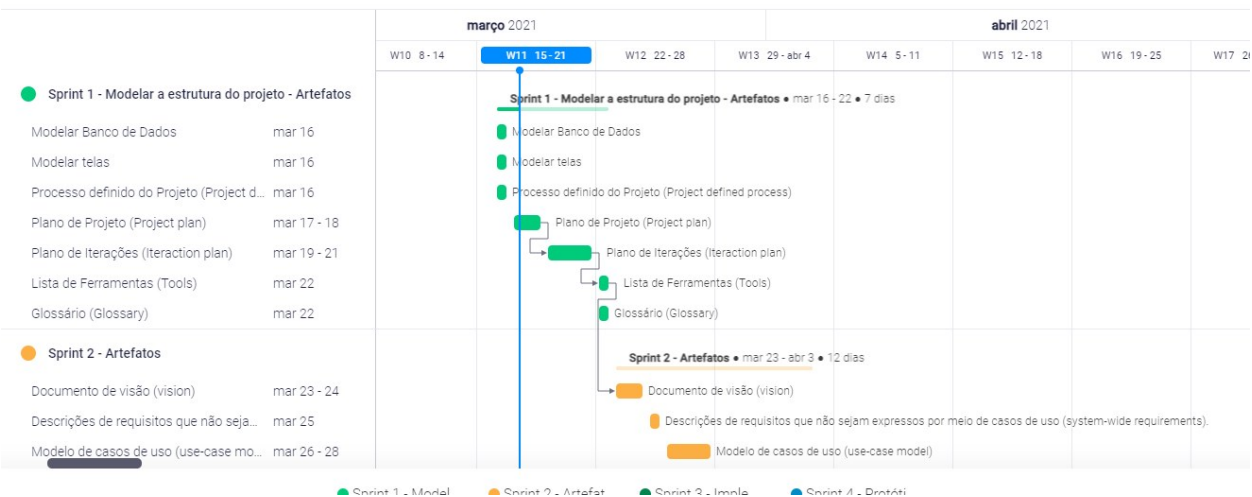 março 2021
abril 2021
W10 8 - 14
W11 15 - 21
W12 22 - 28
W13 29 - abr 4
W14 5 - 11
W15 12 - 18
W16 19 - 25
W17 26
Sprint 1 - Modelar a estrutura do projeto - Artefatos
Sprint 1 - Modelar a estrutura do projeto - Artefatos ● mar 16 - 22 ● 7 dias
Modelar Banco de Dados mar 16
Modelar Banco de Dados
Modelar telas mar 16
Modelar telas
Processo definido do Projeto (Project d... mar 16
Processo definido do Projeto (Project defined process)
Plano de Projeto (Project plan) mar 17 - 18
Plano de Projeto (Project plan)
Plano de Iterações (Iteraction plan) mar 19 - 21
Plano de Iterações (Iteraction plan)
Lista de Ferramentas (Tools) mar 22
Lista de Ferramentas (Tools)
Glossário (Glossary) mar 22
Glossário (Glossary)
Sprint 2 - Artefatos
Sprint 2 - Artefatos ● mar 23 - abr 3 ● 12 dias
Documento de visão (vision) mar 23 - 24
Documento de visão (vision)
Descrições de requisitos que não seja... mar 25
Descrições de requisitos que não sejam expressos por meio de casos de uso (system-wide requirements).
Modelo de casos de uso (use-case mo... mar 26 - 28
Modelo de casos de uso (use-case model)
Sprint 1 - Model...
Sprint 2 - Artefat...
Sprint 3 - Imple...
Sprint 4 - Protóti...